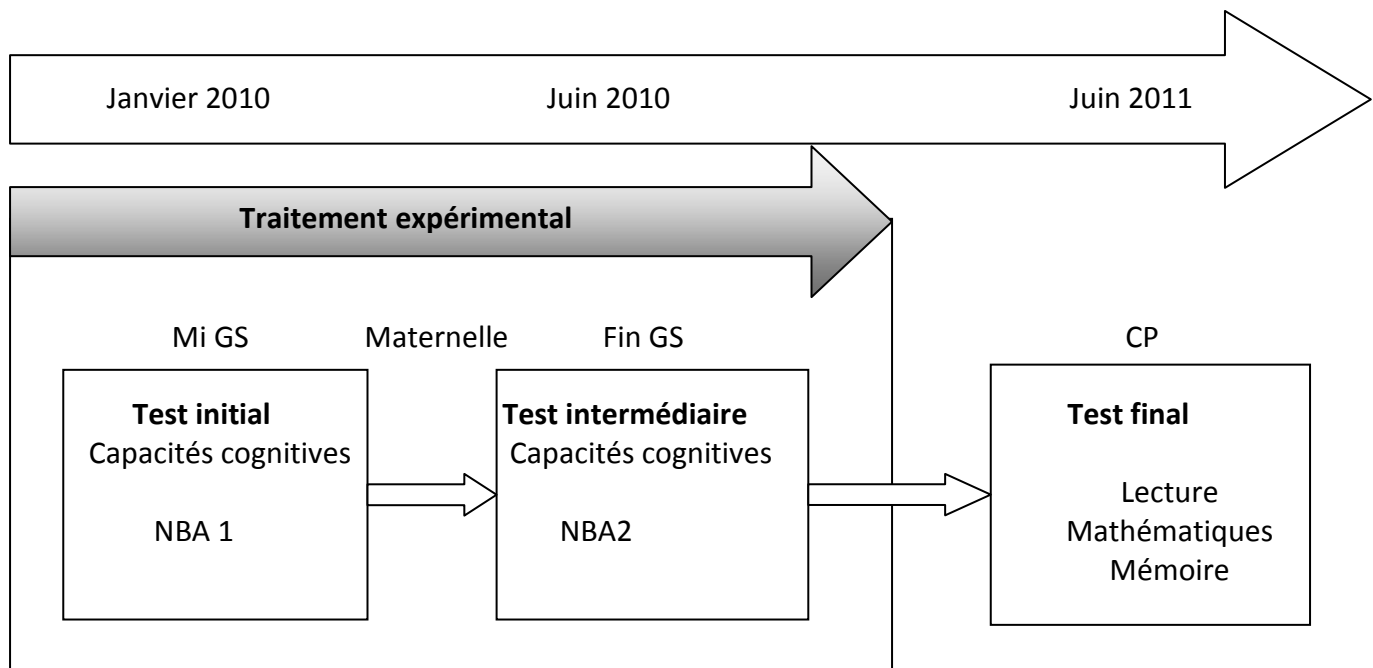 Janvier 2010 Juin 2010 Juin 2011
Traitement expérimental
Mi GS Maternelle Fin GS CP
Test initial
Capacités cognitives
NBA 1
Test intermédiaire
Capacités cognitives
NBA2
Test final
Lecture
Mathématiques
Mémoire